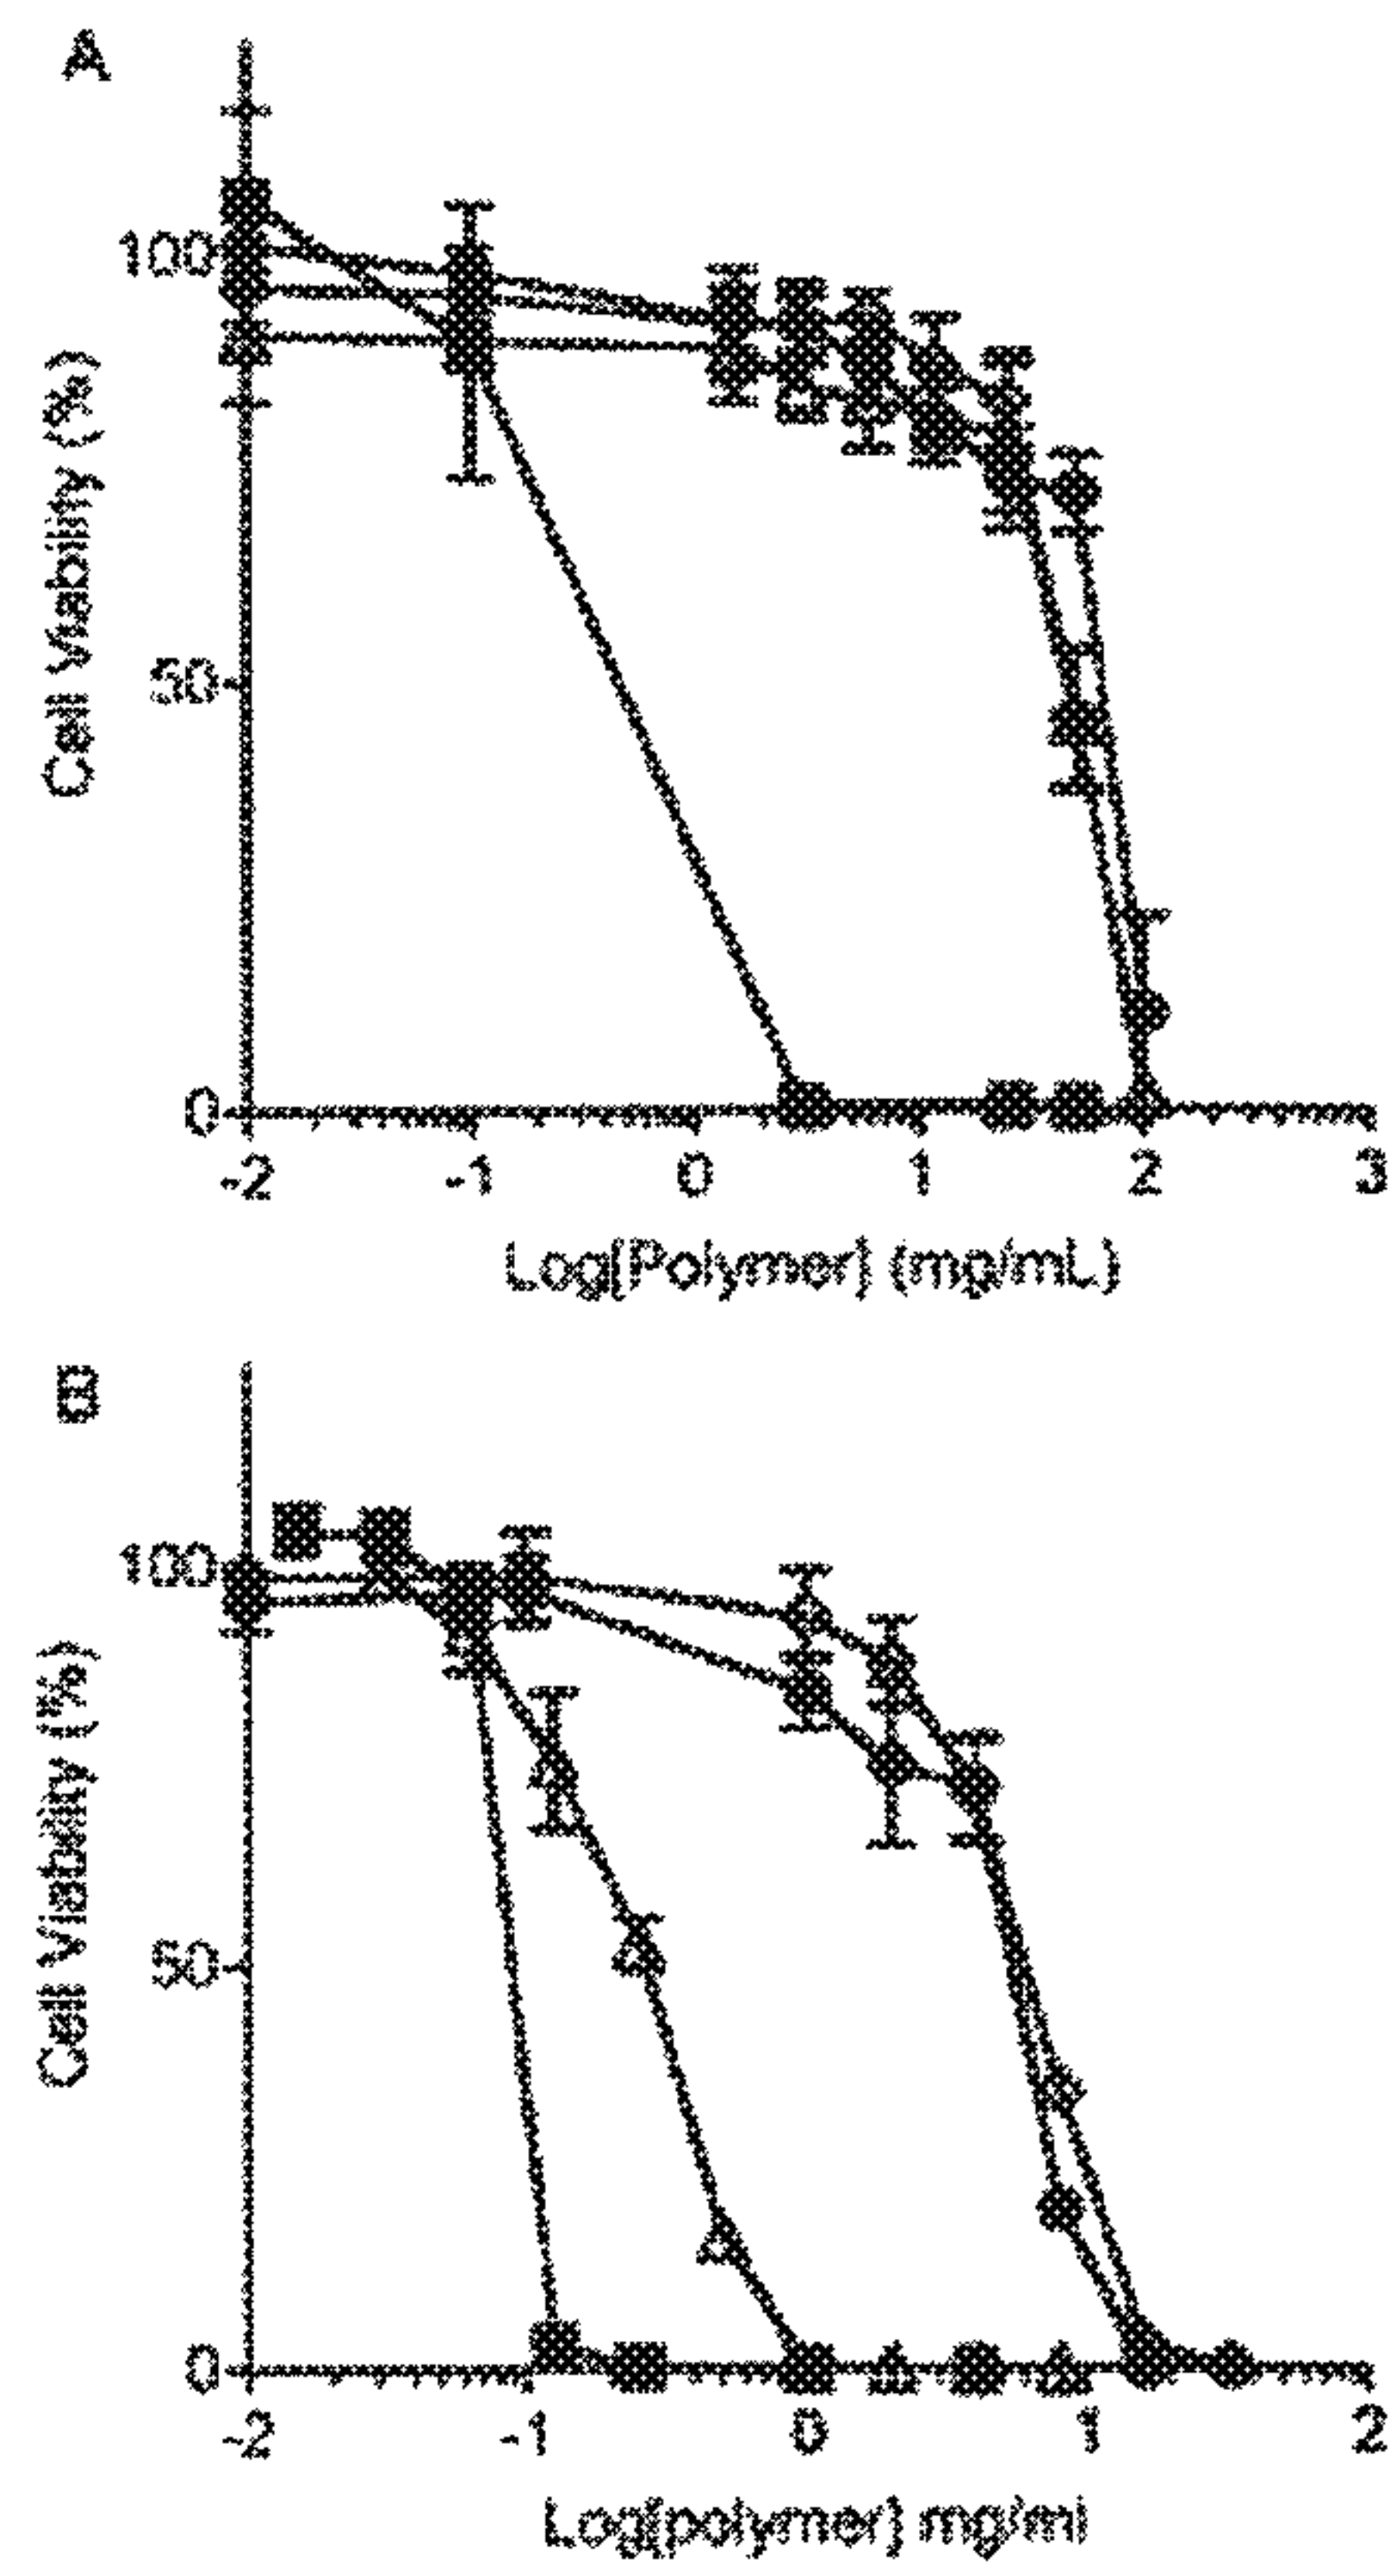 A
100
50
0
Cell Viability (%)
-2 -1 0 1 2 3
Log[Polymer] (mg/mL)
B
100
50
0
Cell Viability (%)
-2 -1 0 1 2
Log[polymer] mg/ml